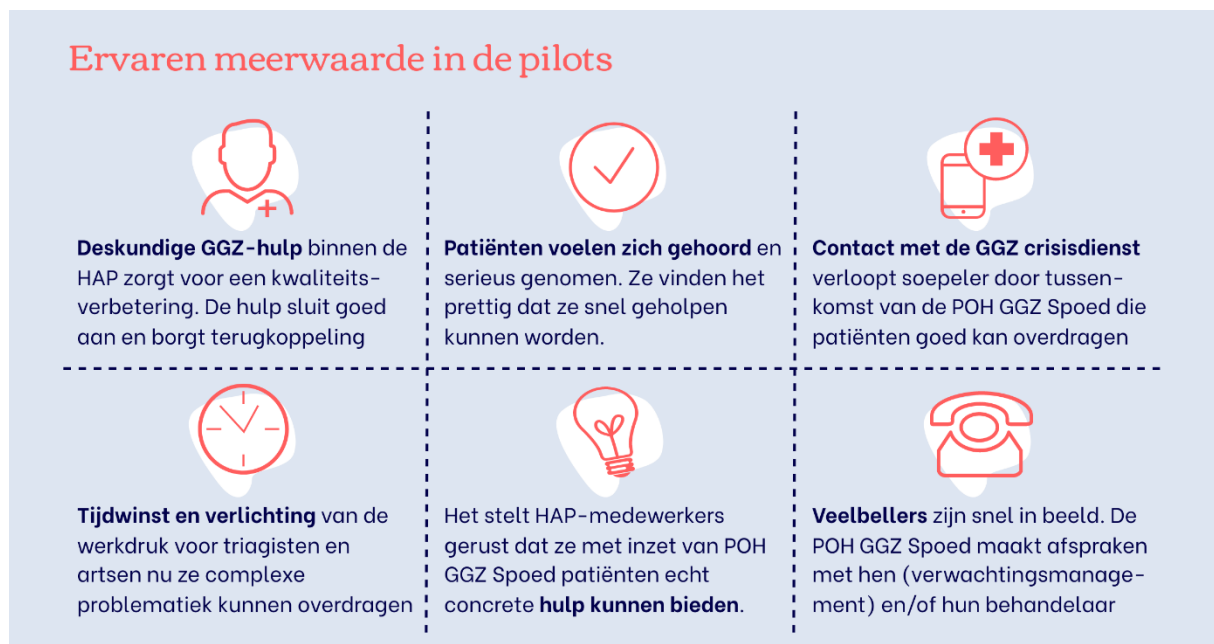 Ervaren meerwaarde in de pilots
Deskundige GGZ-hulp binnen de
HAP zorgt voor een kwaliteits-
verbetering. De hulp sluit goed
aan en borgt terugkoppeling
Patiënten voelen zich gehoord en
serieus genomen. Ze vinden het
prettig dat ze snel geholpen
kunnen worden.
Contact met de GGZ crisisdienst
verloopt soepeler door tussen-
komst van de POH GGZ Spoed die
patiënten goed kan overdragen
Tijdwinst en verlichting van de
werkdruk voor triagisten en
artsen nu ze complexe
problematiek kunnen overdragen
Het stelt HAP-medewerkers
gerust dat ze met inzet van POH
GGZ Spoed patiënten echt
concrete hulp kunnen bieden.
Veelbellers zijn snel in beeld. De
POH GGZ Spoed maakt afspraken
met hen (verwachtingsmanage-
ment) en/of hun behandelaar